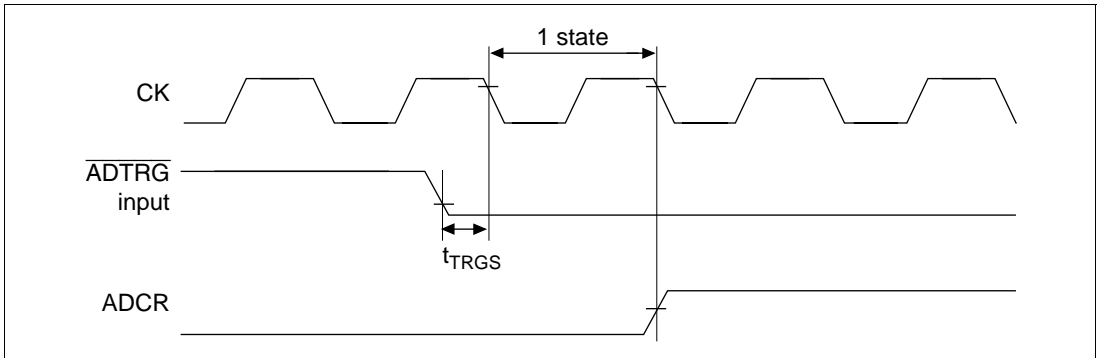 1 state
CK
ADTRG
input
tTRGS
ADCR